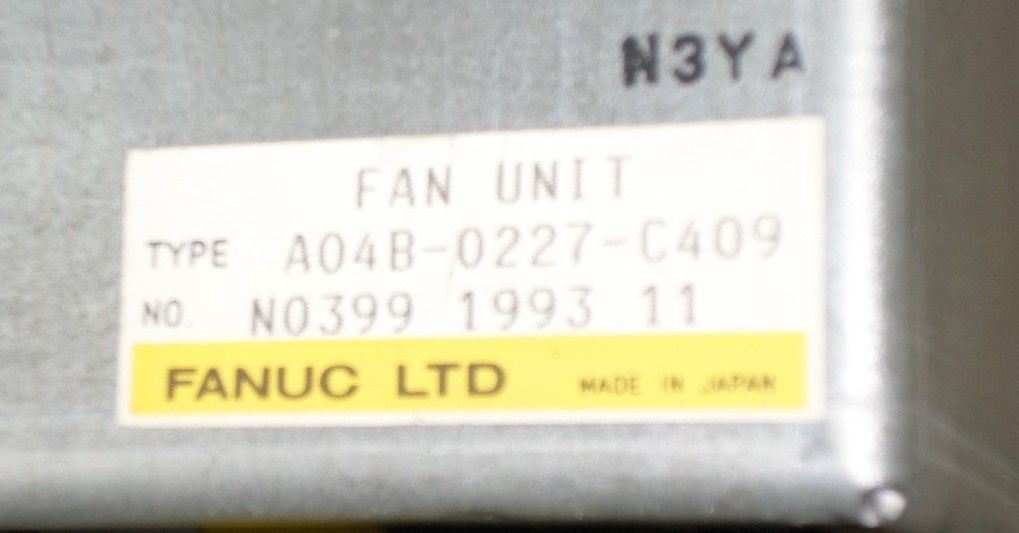 N3YA
FAN UNIT
TYPE A04B-0227-C409
NO. N0399 1993 11
FANUC LTD MADE IN JAPAN